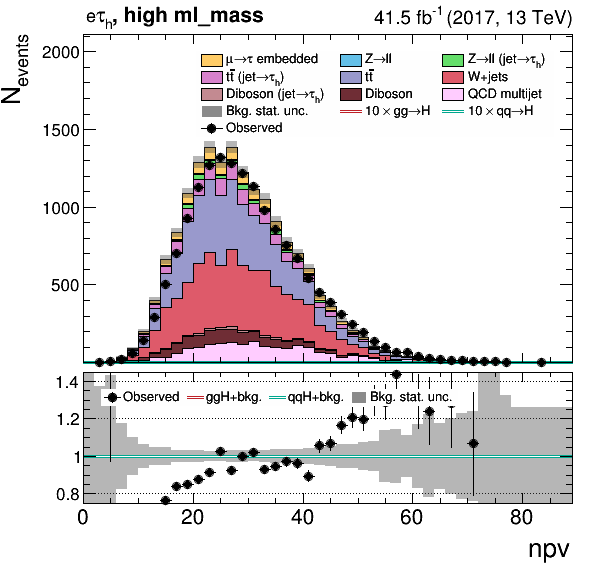 eτh, high ml_mass 41.5 fb⁻¹ (2017, 13 TeV)
Nevents
2000
1500
1000
500
μ→τ embedded Z→ll Z→ll (jet→τh)
tt̄ (jet→τh) tt̄ W+jets
Diboson (jet→τh) Diboson QCD multijet
Bkg. stat. unc. 10 × gg→H 10 × qq→H
Observed
1.4
1.2
1
0.8
Observed ggH+bkg. qqH+bkg. Bkg. stat. unc.
0 20 40 60 80
npv